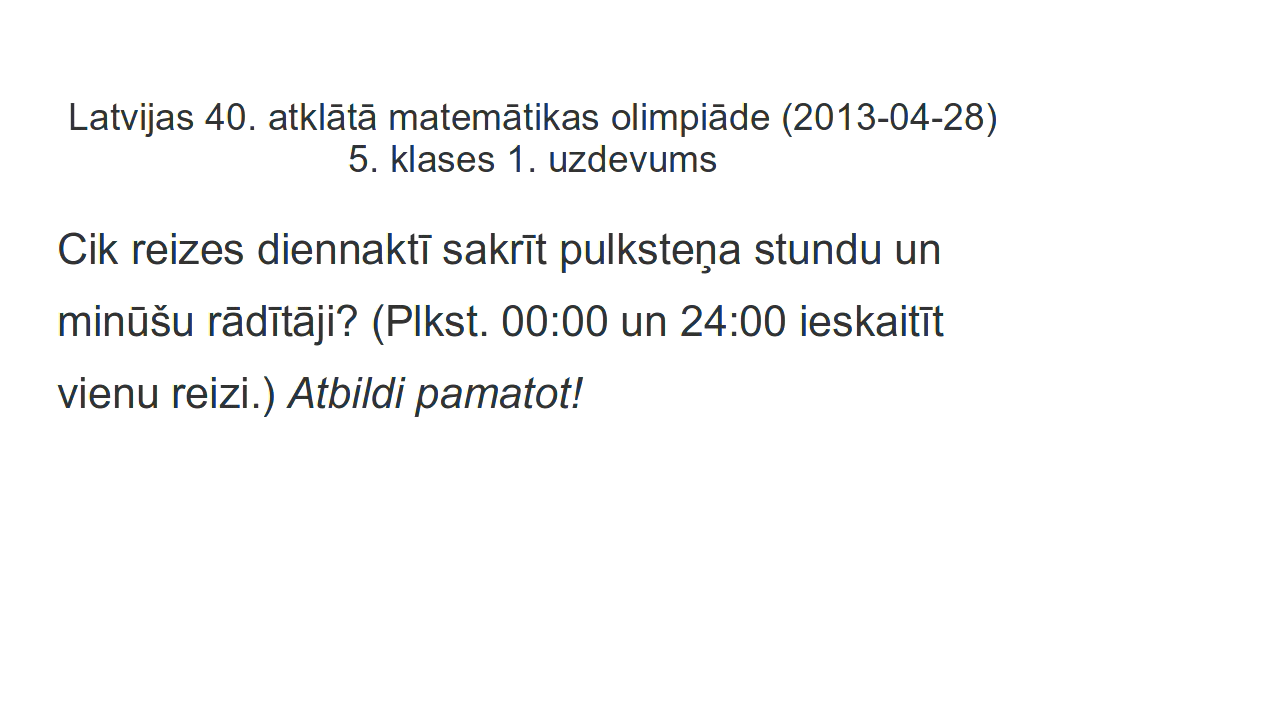 Latvijas 40. atklātā matemātikas olimpiāde (2013-04-28)
5. klases 1. uzdevums
Cik reizes diennaktī sakrīt pulksteņa stundu un
minūšu rādītāji? (Plkst. 00:00 un 24:00 ieskaitīt
vienu reizi.) Atbildi pamatot!